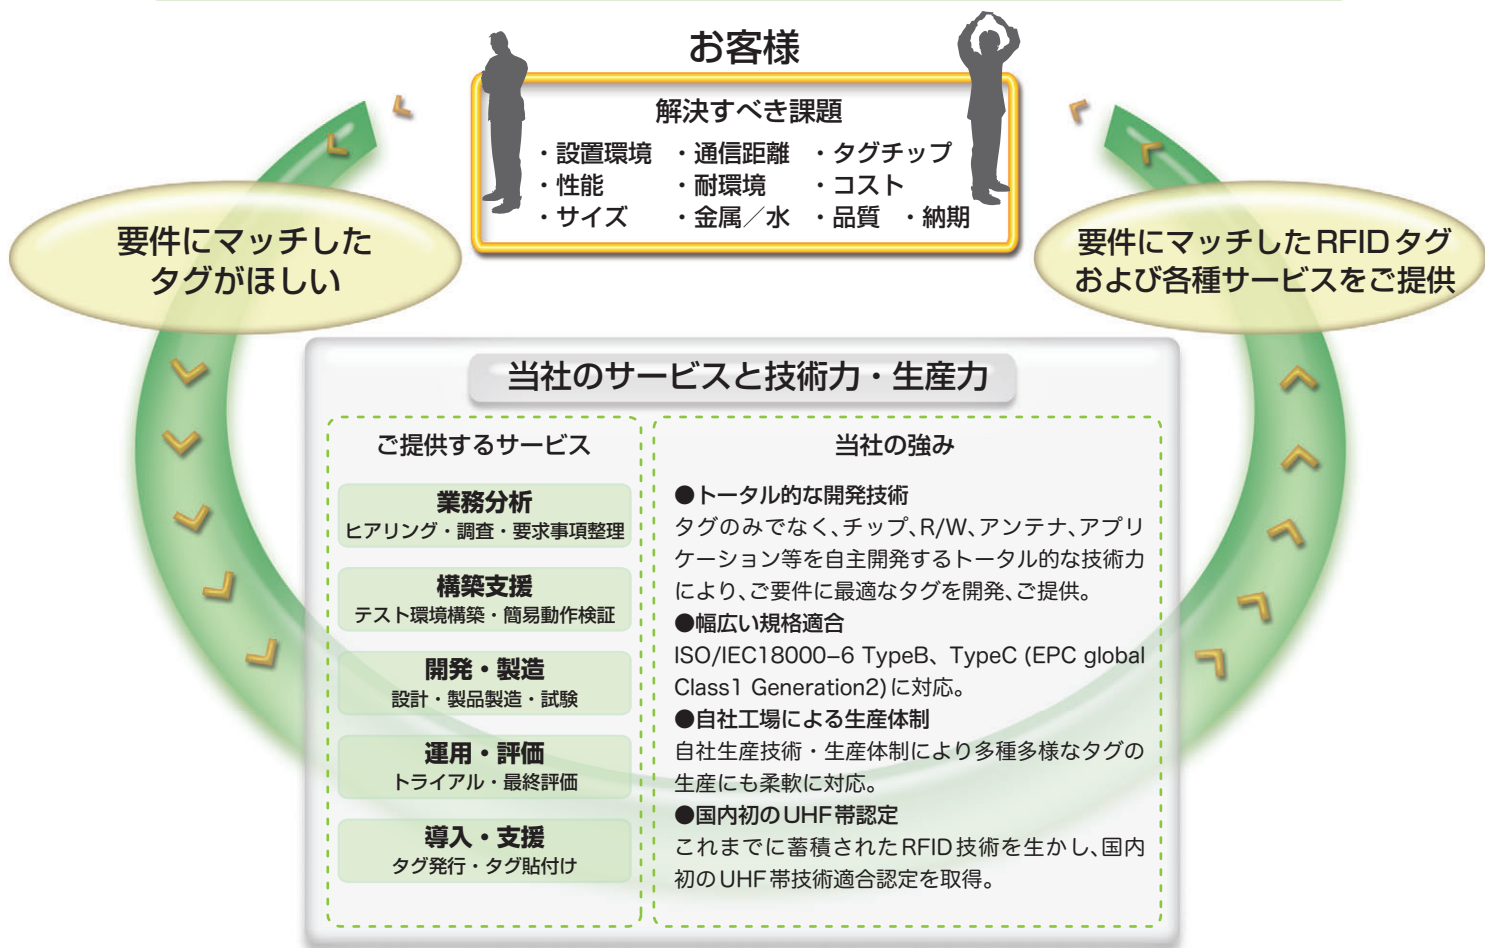 お客様
解決すべき課題
・設置環境 ・通信距離 ・タグチップ
・性能 ・耐環境 ・コスト
・サイズ ・金属／水 ・品質 ・納期
要件にマッチした
タグがほしい
要件にマッチしたRFIDタグ
および各種サービスをご提供
当社のサービスと技術力・生産力
ご提供するサービス
業務分析
ヒアリング・調査・要求事項整理
構築支援
テスト環境構築・簡易動作検証
開発・製造
設計・製品製造・試験
運用・評価
トライアル・最終評価
導入・支援
タグ発行・タグ貼付け
当社の強み
●トータル的な開発技術
タグのみでなく、チップ、R/W、アンテナ、アプリ
ケーション等を自主開発するトータル的な技術力
により、ご要件に最適なタグを開発、ご提供。
●幅広い規格適合
ISO/IEC18000–6 TypeB、TypeC (EPC global
Class1 Generation2)に対応。
●自社工場による生産体制
自社生産技術・生産体制により多種多様なタグの
生産にも柔軟に対応。
●国内初のUHF帯認定
これまでに蓄積されたRFID技術を生かし、国内
初のUHF帯技術適合認定を取得。